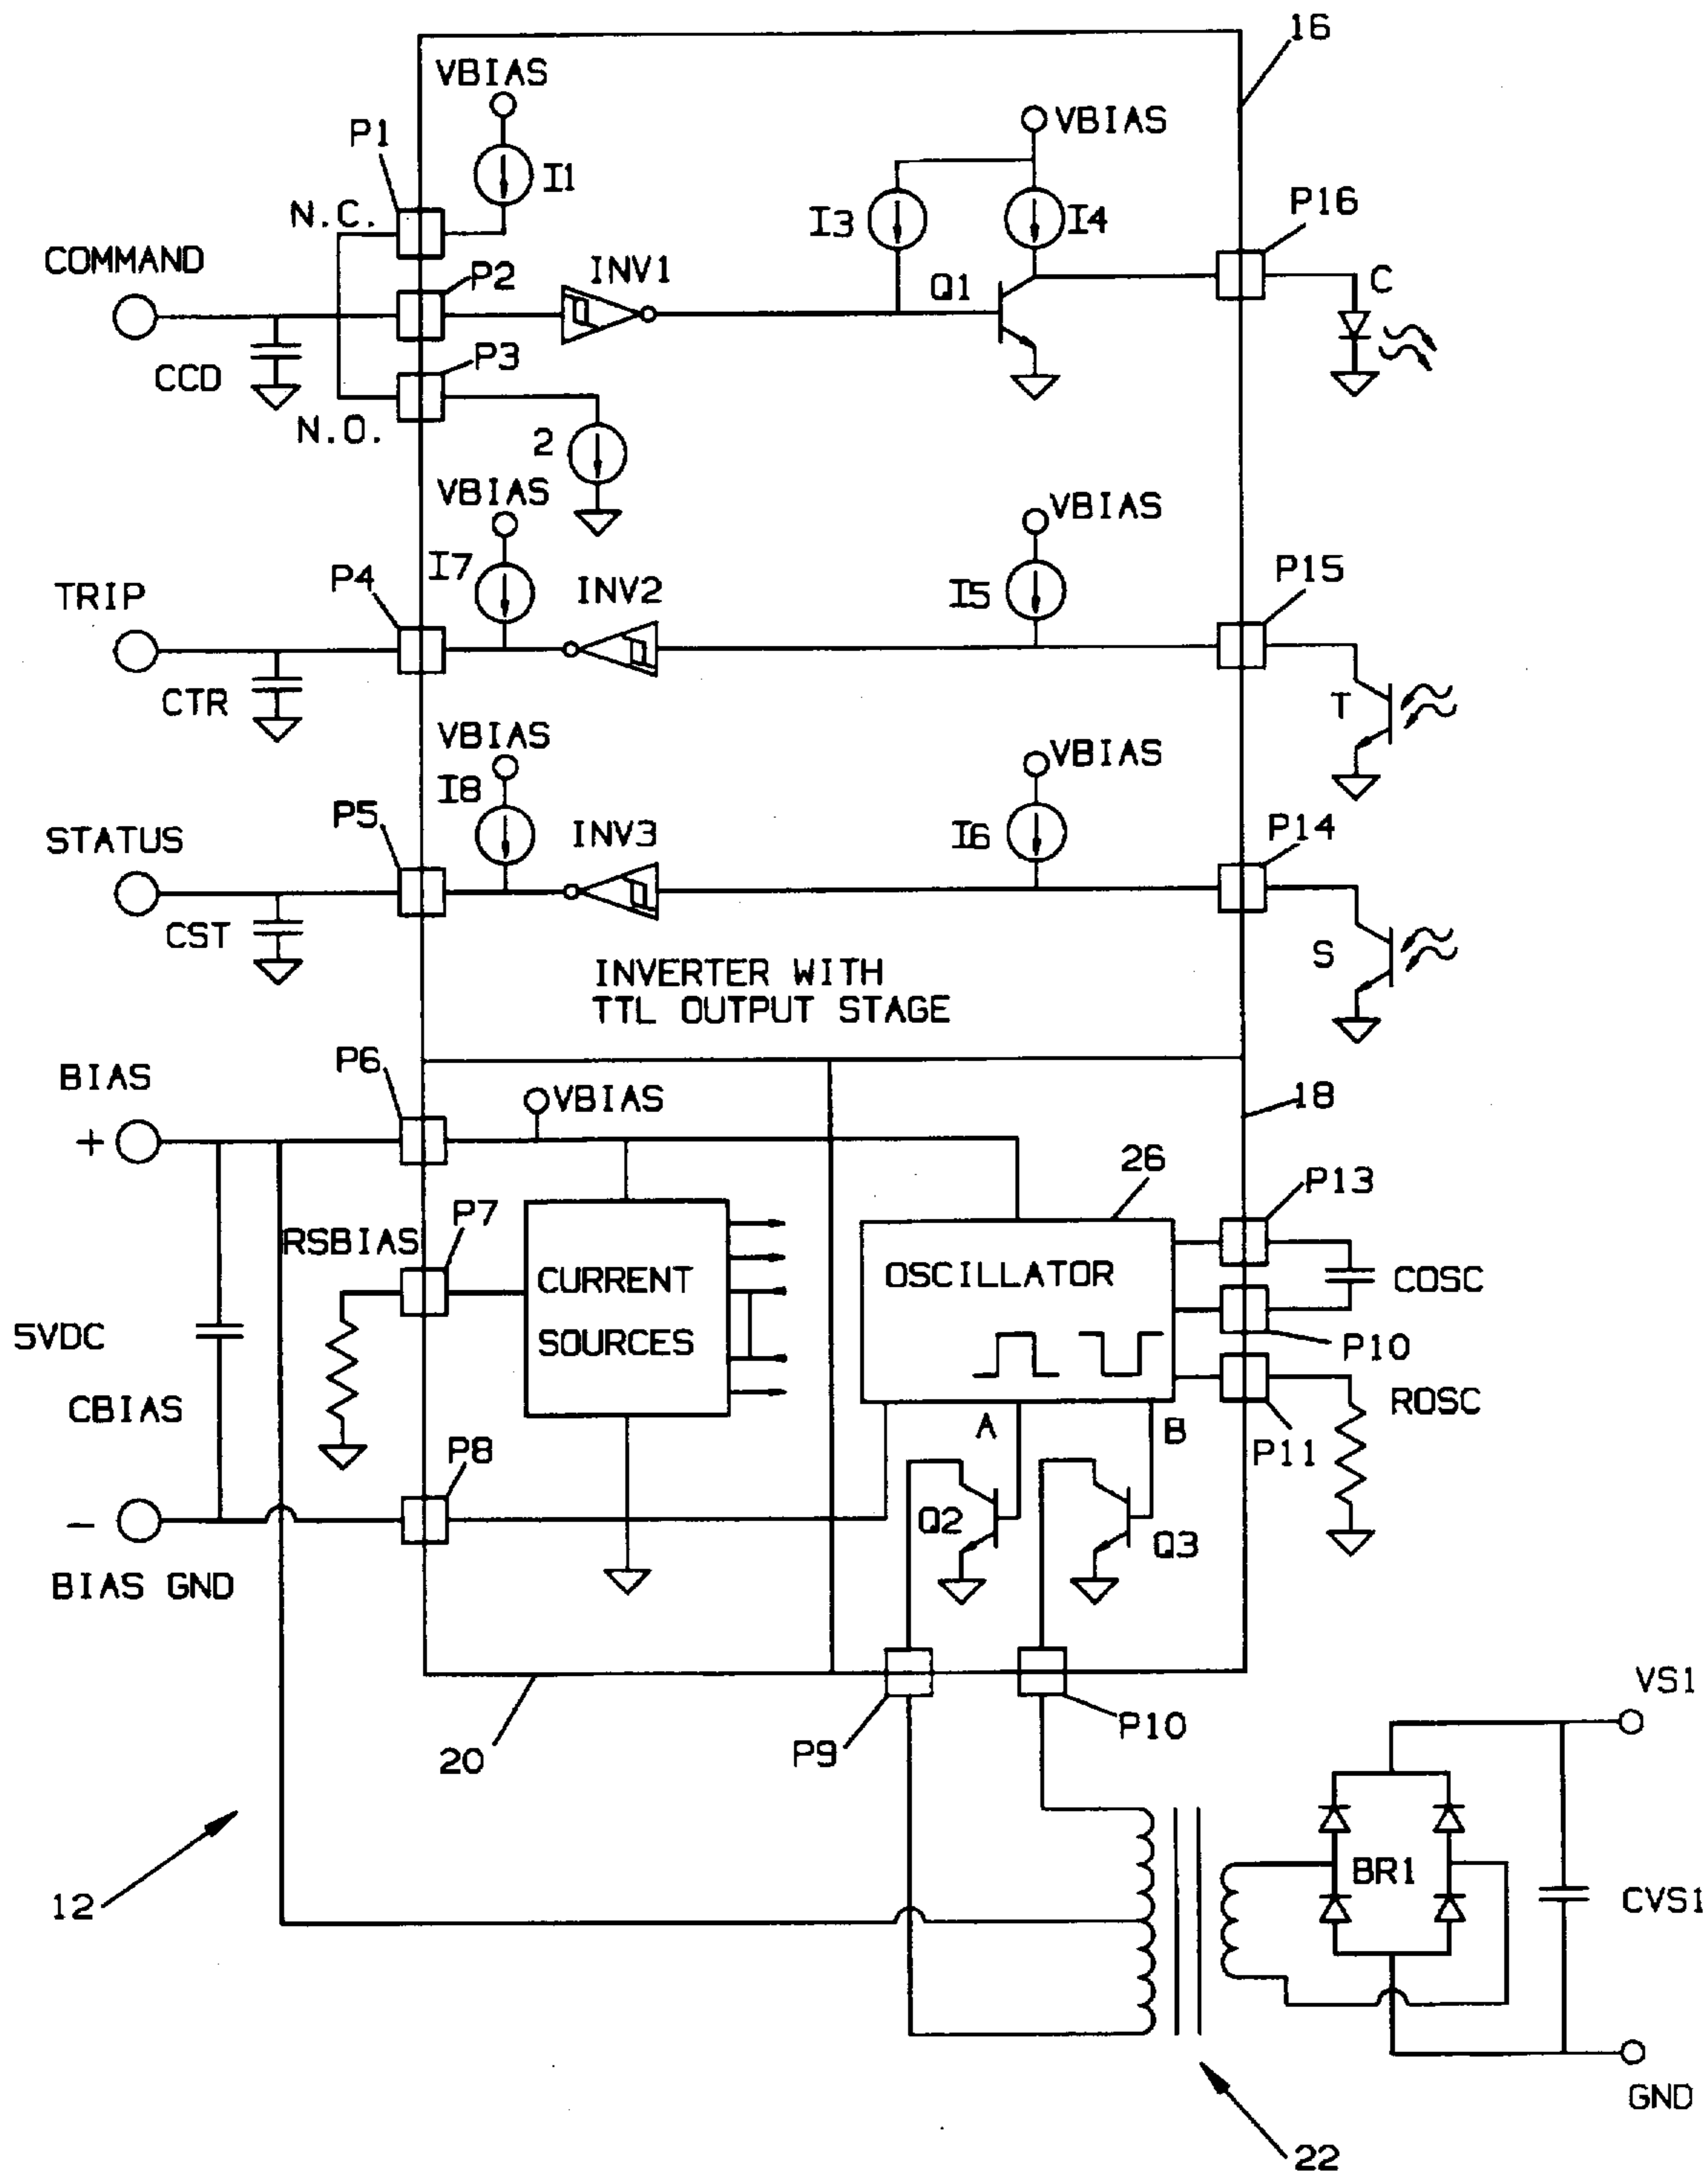 16
VBIAS
VBIAS
P1
I1
N.C.
I3
I4
P16
COMMAND
P2
INV1
Q1
C
P3
CCD
N.O.
2
VBIAS
VBIAS
I7
P4
INV2
I5
P15
TRIP
CTR
T
VBIAS
VBIAS
I8
P5
INV3
I6
P14
STATUS
CST
S
INVERTER WITH
TTL OUTPUT STAGE
P6
BIAS
VBIAS
18
+
26
P13
P7
RSBIAS
CURRENT
SOURCES
OSCILLATOR
COSC
5VDC
P10
CBIAS
ROSC
A
B
P11
P8
Q2
Q3
-
BIAS GND
VS1
P10
P9
20
BR1
12
CVS1
GND
22